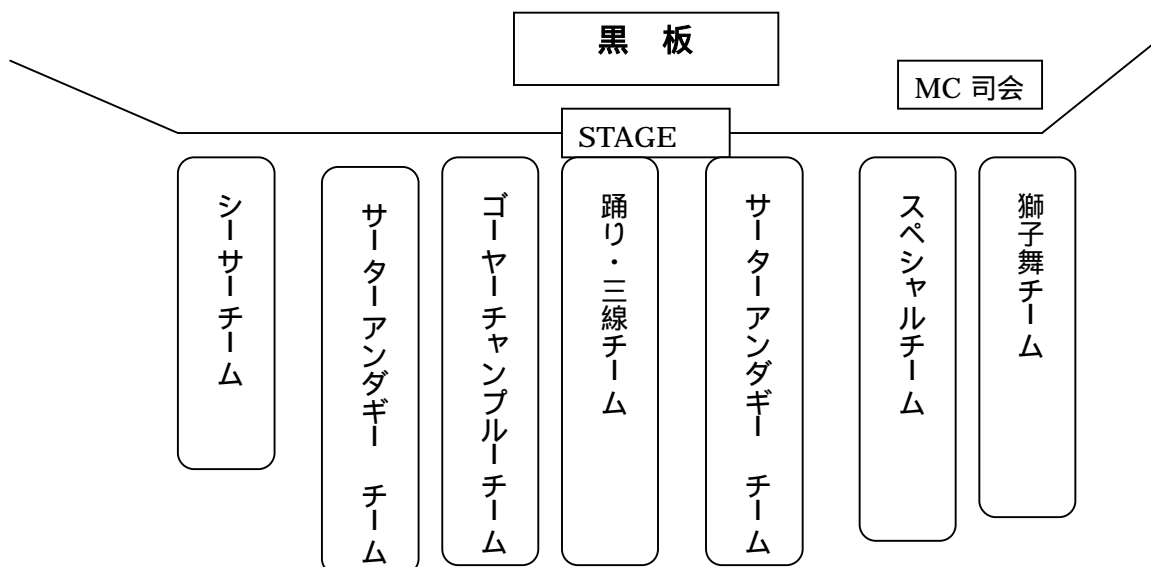 黒　板
MC 司会
STAGE
シーサーチーム
サーターアンダギー　チーム
ゴーヤーチャンプルーチーム
踊り・三線チーム
サーターアンダギー　チーム
スペシャルチーム
獅子舞チーム